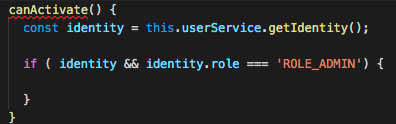 canActivate() {
const identity = this.userService.getIdentity();
if ( identity && identity.role === 'ROLE_ADMIN') {
}
}